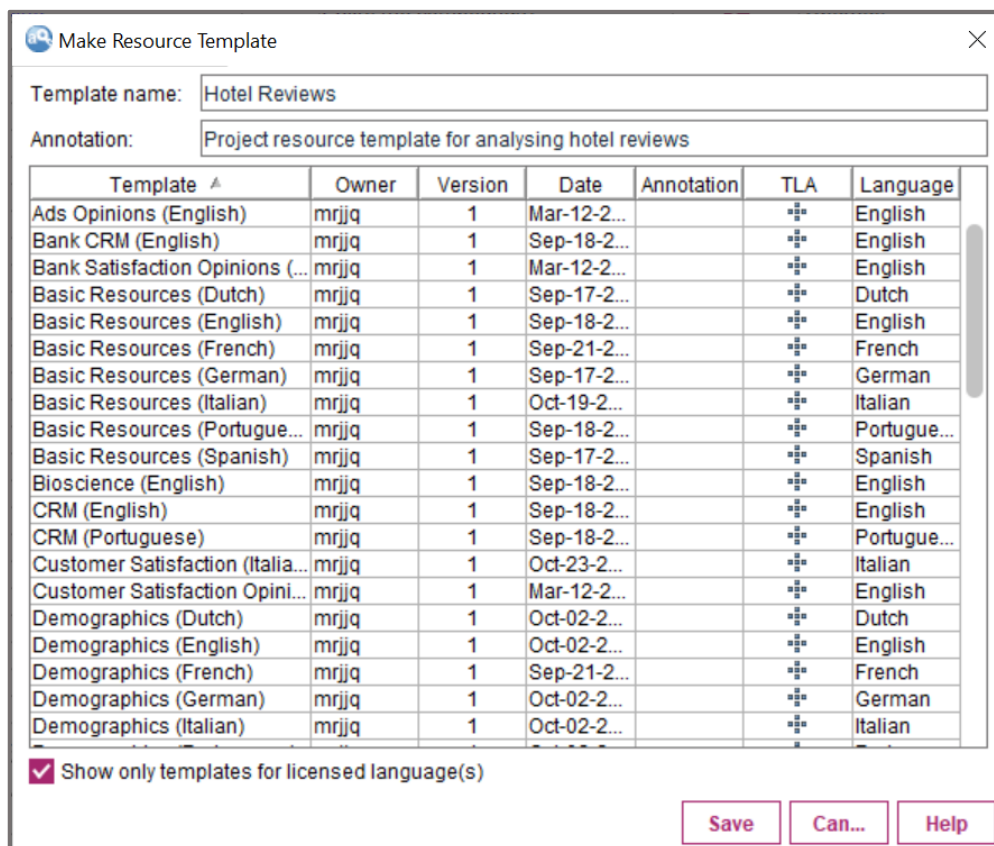 Make Resource Template
Template name: Hotel Reviews
Annotation: Project resource template for analysing hotel reviews
Template Owner Version Date Annotation TLA Language
Ads Opinions (English) mrjjq 1 Mar-12-2... English
Bank CRM (English) mrjjq 1 Sep-18-2... English
Bank Satisfaction Opinions (... mrjjq 1 Mar-12-2... English
Basic Resources (Dutch) mrjjq 1 Sep-17-2... Dutch
Basic Resources (English) mrjjq 1 Sep-18-2... English
Basic Resources (French) mrjjq 1 Sep-21-2... French
Basic Resources (German) mrjjq 1 Sep-17-2... German
Basic Resources (Italian) mrjjq 1 Oct-19-2... Italian
Basic Resources (Portugue... mrjjq 1 Sep-18-2... Portugue...
Basic Resources (Spanish) mrjjq 1 Sep-17-2... Spanish
Bioscience (English) mrjjq 1 Sep-18-2... English
CRM (English) mrjjq 1 Sep-18-2... English
CRM (Portuguese) mrjjq 1 Sep-18-2... Portugue...
Customer Satisfaction (Italia... mrjjq 1 Oct-23-2... Italian
Customer Satisfaction Opini... mrjjq 1 Mar-12-2... English
Demographics (Dutch) mrjjq 1 Oct-02-2... Dutch
Demographics (English) mrjjq 1 Oct-02-2... English
Demographics (French) mrjjq 1 Sep-21-2... French
Demographics (German) mrjjq 1 Oct-02-2... German
Demographics (Italian) mrjjq 1 Oct-02-2... Italian
Show only templates for licensed language(s)
Save Can... Help